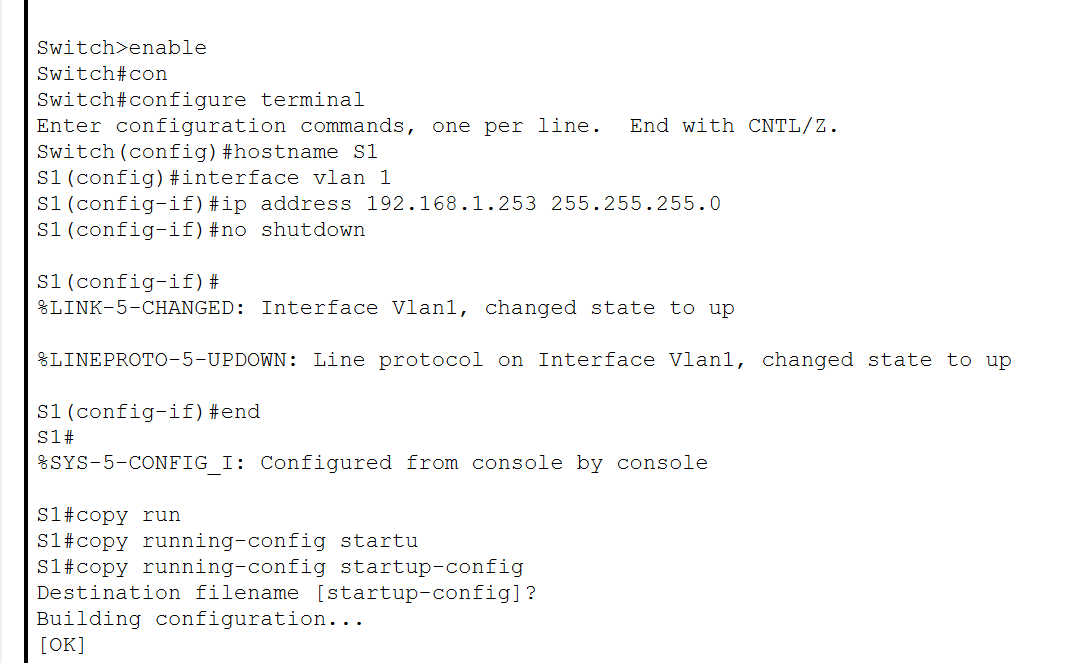 Switch>enable
Switch#con
Switch#configure terminal
Enter configuration commands, one per line.  End with CNTL/Z.
Switch(config)#hostname S1
S1(config)#interface vlan 1
S1(config-if)#ip address 192.168.1.253 255.255.255.0
S1(config-if)#no shutdown
S1(config-if)#
%LINK-5-CHANGED: Interface Vlan1, changed state to up
%LINEPROTO-5-UPDOWN: Line protocol on Interface Vlan1, changed state to up
S1(config-if)#end
S1#
%SYS-5-CONFIG_I: Configured from console by console
S1#copy run
S1#copy running-config startu
S1#copy running-config startup-config
Destination filename [startup-config]?
Building configuration...
[OK]